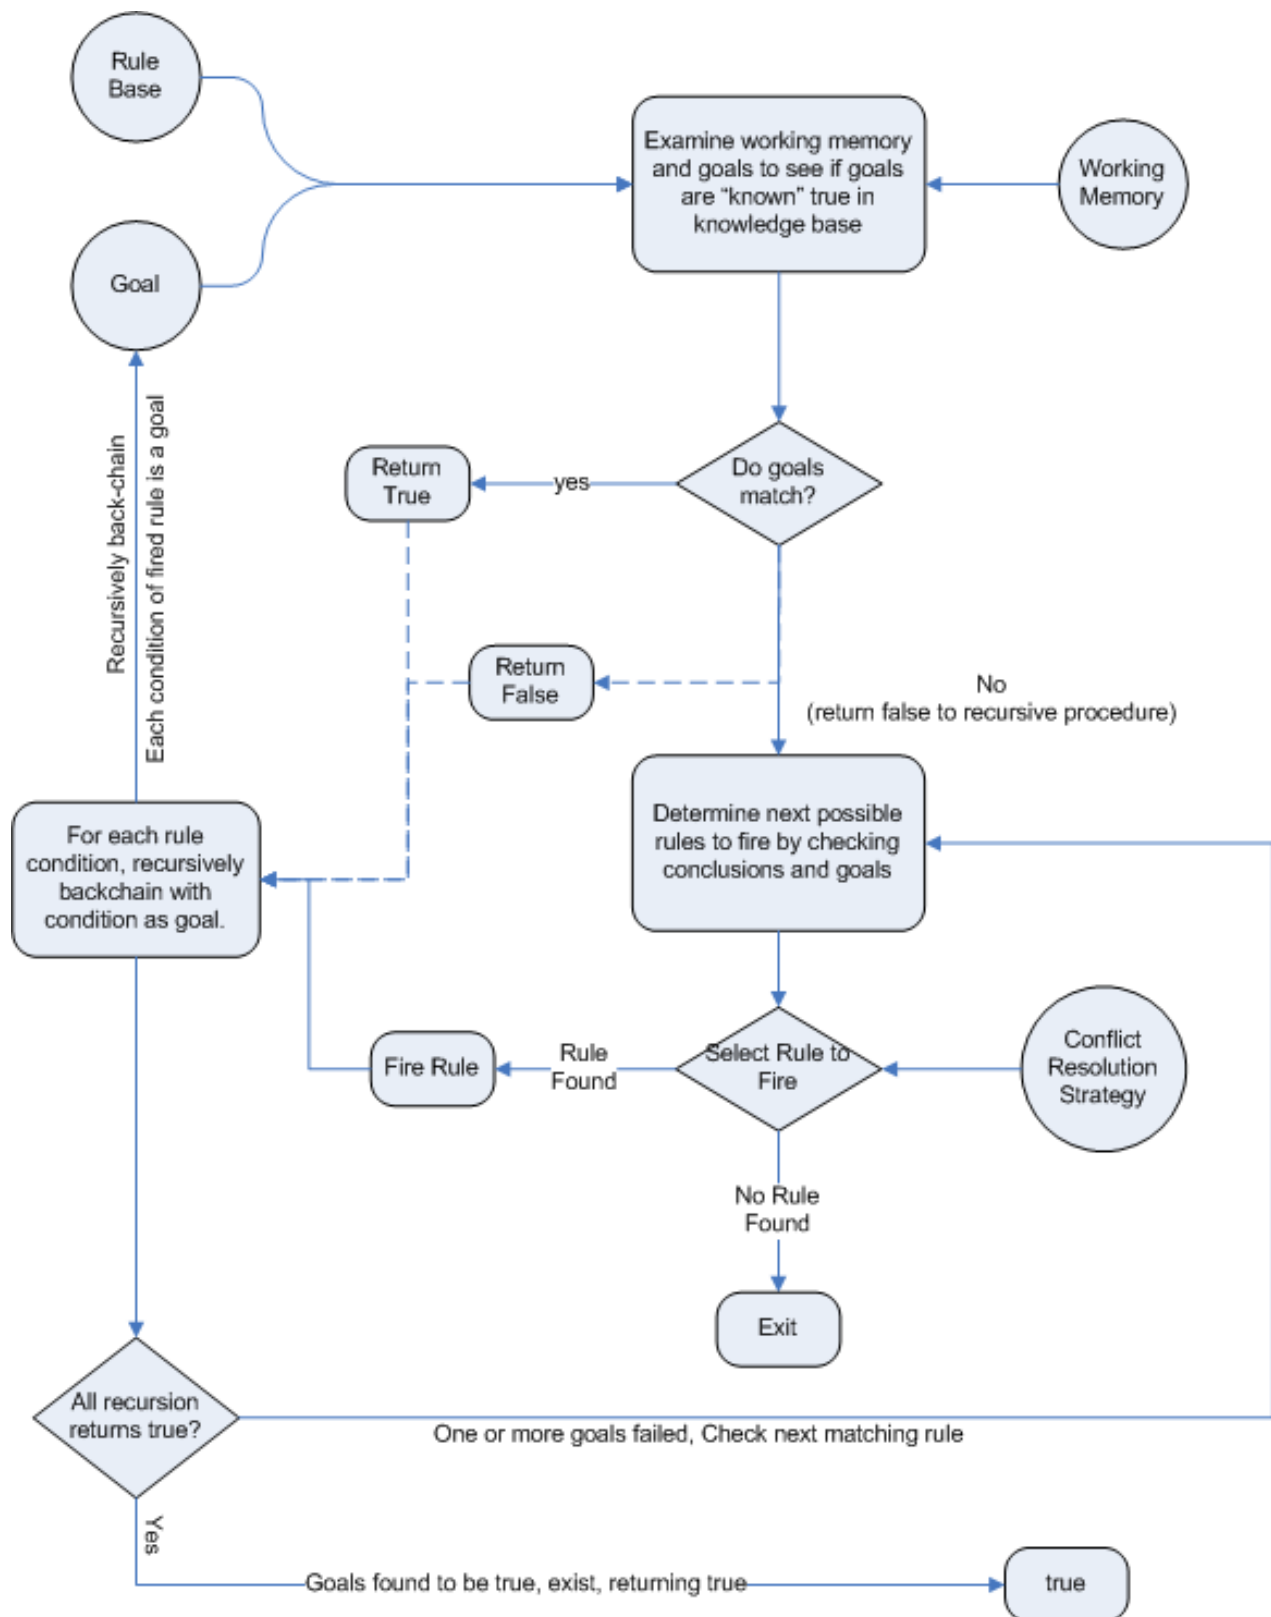 Rule
Base
Examine working memory
and goals to see if goals
are “known” true in
knowledge base
Working
Memory
Goal
Recursively back-chain
Each condition of fired rule is a goal
Do goals
match?
yes
Return
True
Return
False
No
(return false to recursive procedure)
Determine next possible
rules to fire by checking
conclusions and goals
For each rule
condition, recursively
backchain with
condition as goal.
Select Rule to
Fire
Conflict
Resolution
Strategy
Rule
Found
Fire Rule
No Rule
Found
Exit
All recursion
returns true?
One or more goals failed, Check next matching rule
Yes
Goals found to be true, exist, returning true
true